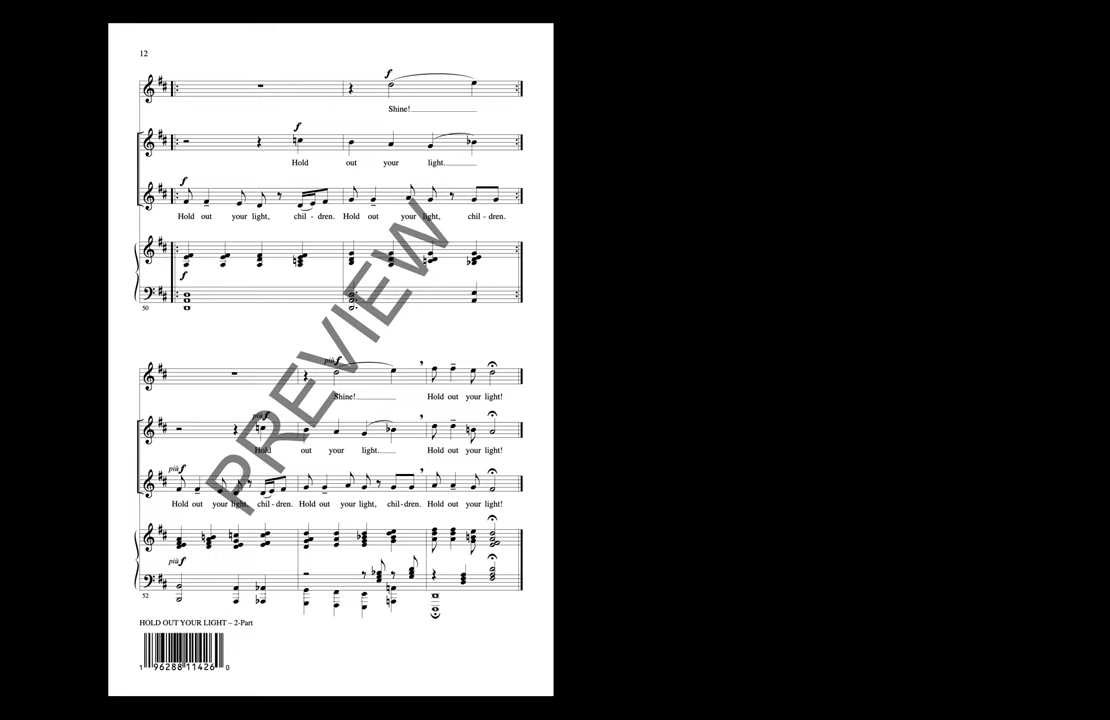 12
f
Shine!
f
Hold out your light.
f
Hold out your light, chil - dren. Hold out your light, chil - dren.
f
50
PREVIEW
più f
Shine! Hold out your light!
più f
Hold out your light. Hold out your light!
più f
Hold out your light, chil - dren. Hold out your light, chil - dren. Hold out your light!
più f
52
HOLD OUT YOUR LIGHT – 2-Part
1 96288 11426 0